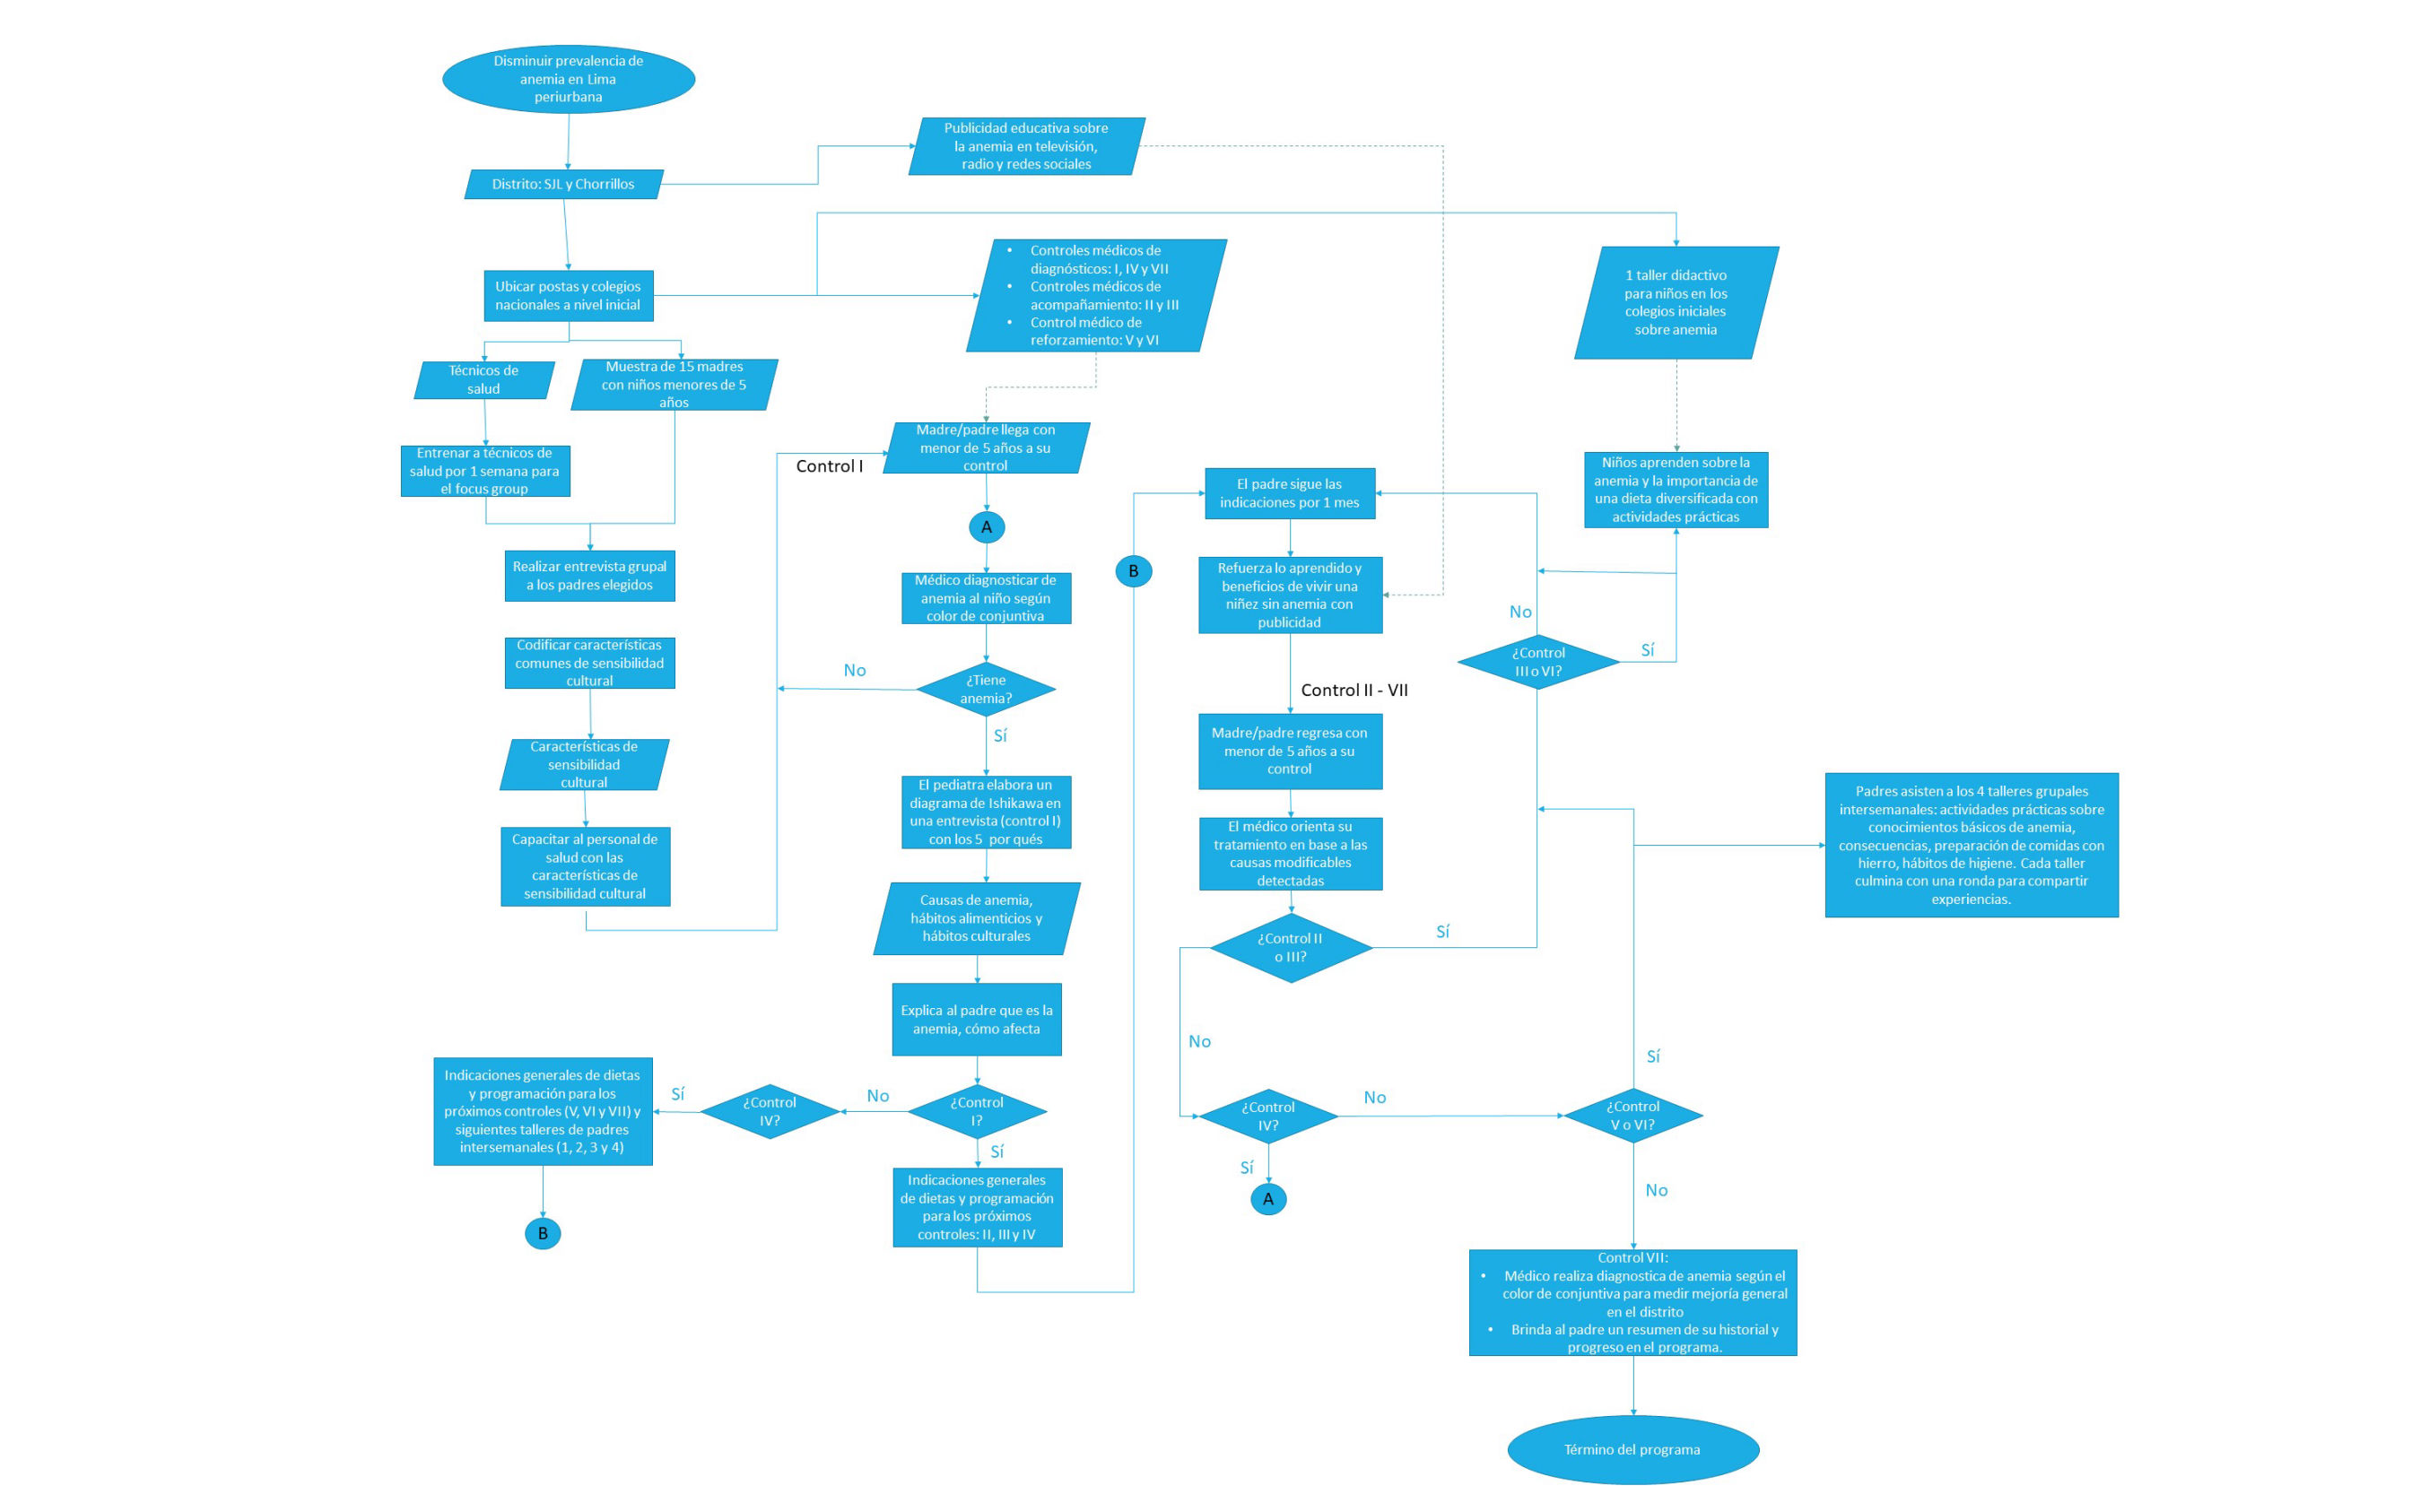 Disminuir prevalencia de
anemia en Lima
periurbana
Publicidad educativa sobre
la anemia en televisión,
radio y redes sociales
Distrito: SJL y Chorrillos
Ubicar postas y colegios
nacionales a nivel inicial
• Controles médicos de
diagnósticos: I, IV y VII
• Controles médicos de
acompañamiento: II y III
• Control médico de
reforzamiento: V y VI
1 taller didactivo
para niños en los
colegios iniciales
sobre anemia
Técnicos de
salud
Muestra de 15 madres
con niños menores de 5
años
Entrenar a técnicos de
salud por 1 semana para
el focus group
Realizar entrevista grupal
a los padres elegidos
Codificar características
comunes de sensibilidad
cultural
Características de
sensibilidad
cultural
Capacitar al personal de
salud con las
características de
sensibilidad cultural
Control I
Madre/padre llega con
menor de 5 años a su
control
A
Médico diagnosticar de
anemia al niño según
color de conjuntiva
No
¿Tiene
anemia?
Sí
El pediatra elabora un
diagrama de Ishikawa en
una entrevista (control I)
con los 5 por qués
Causas de anemia,
hábitos alimenticios y
hábitos culturales
Explica al padre que es la
anemia, cómo afecta
¿Control
I?
No
¿Control
IV?
Sí
Indicaciones generales de dietas
y programación para los
próximos controles (V, VI y VII) y
siguientes talleres de padres
intersemanales (1, 2, 3 y 4)
B
Sí
Indicaciones generales
de dietas y programación
para los próximos
controles: II, III y IV
B
El padre sigue las
indicaciones por 1 mes
Refuerza lo aprendido y
beneficios de vivir una
niñez sin anemia con
publicidad
Control II - VII
Madre/padre regresa con
menor de 5 años a su
control
El médico orienta su
tratamiento en base a las
causas modificables
detectadas
¿Control II
o III?
Sí
No
¿Control
IV?
No
Sí
A
Niños aprenden sobre la
anemia y la importancia de
una dieta diversificada con
actividades prácticas
No
¿Control
III o VI?
Sí
Padres asisten a los 4 talleres grupales
intersemanales: actividades prácticas sobre
conocimientos básicos de anemia,
consecuencias, preparación de comidas con
hierro, hábitos de higiene. Cada taller
culmina con una ronda para compartir
experiencias.
Sí
¿Control
V o VI?
No
Control VII:
• Médico realiza diagnostica de anemia según el
color de conjuntiva para medir mejoría general
en el distrito
• Brinda al padre un resumen de su historial y
progreso en el programa.
Término del programa